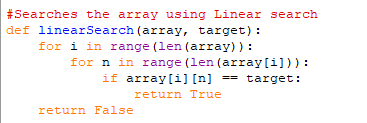 #Searches the array using Linear search
def linearSearch(array, target):
    for i in range(len(array)):
        for n in range(len(array[i])):
            if array[i][n] == target:
                return True
    return False